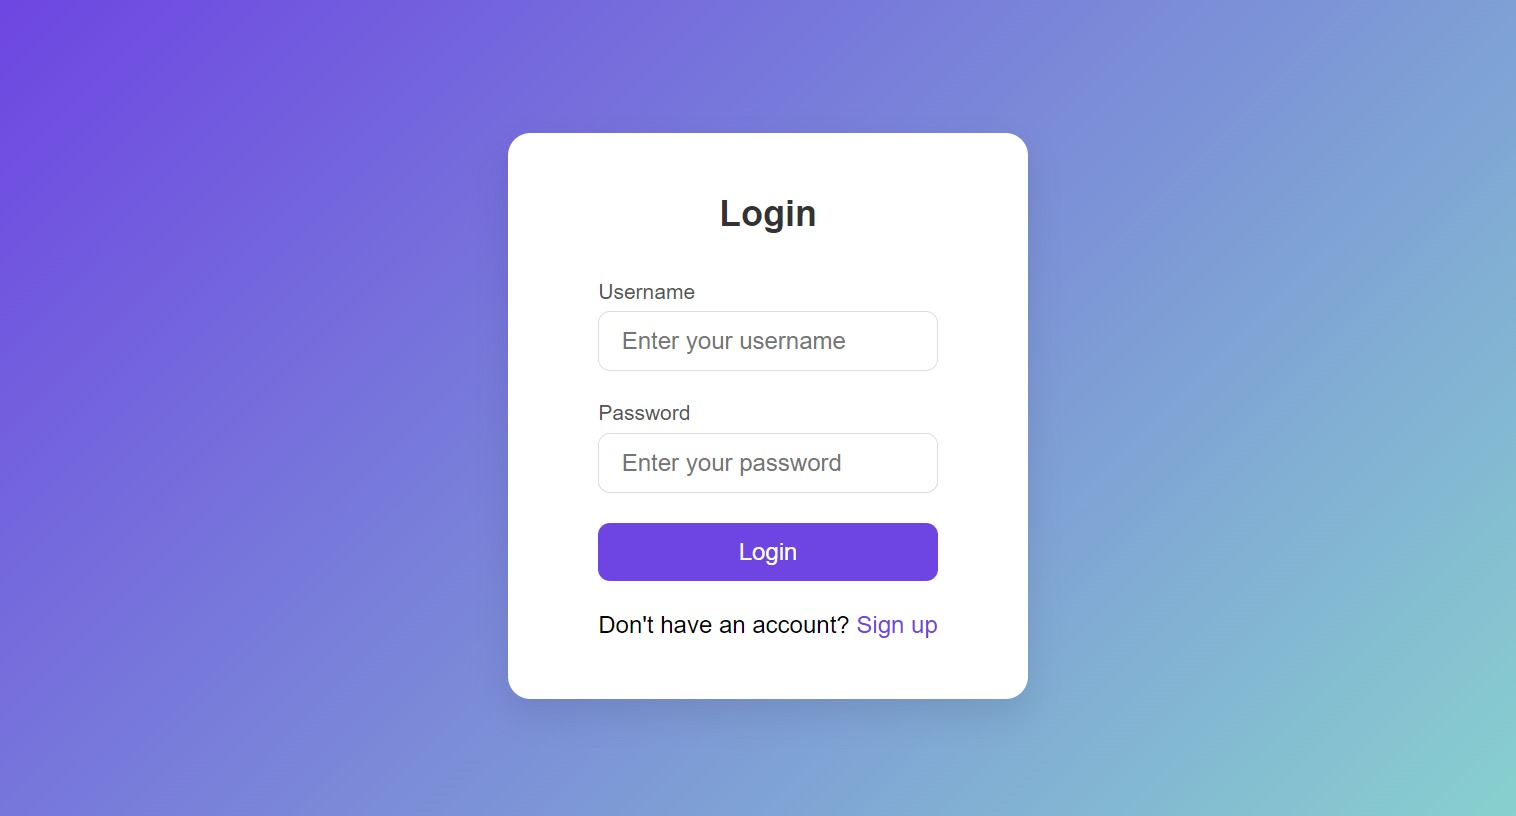 Login
Username
Enter your username
Password
Enter your password
Login
Don't have an account? Sign up